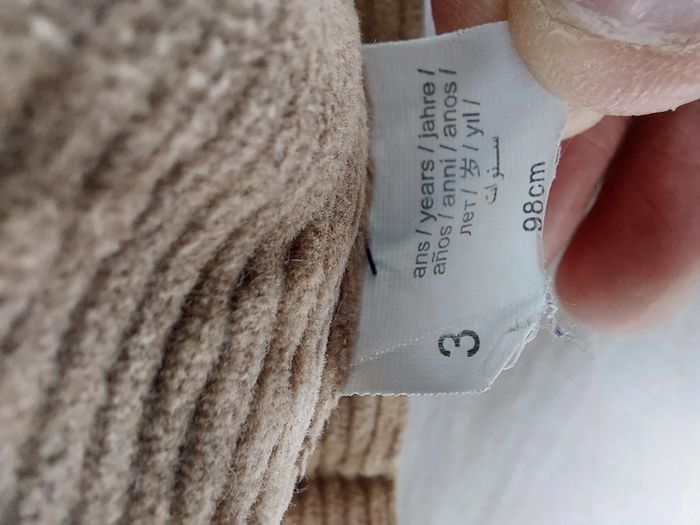 3
ans / years / jahre /
años / anni / anos /
лет / 岁 / yıl /
سنوات
98cm